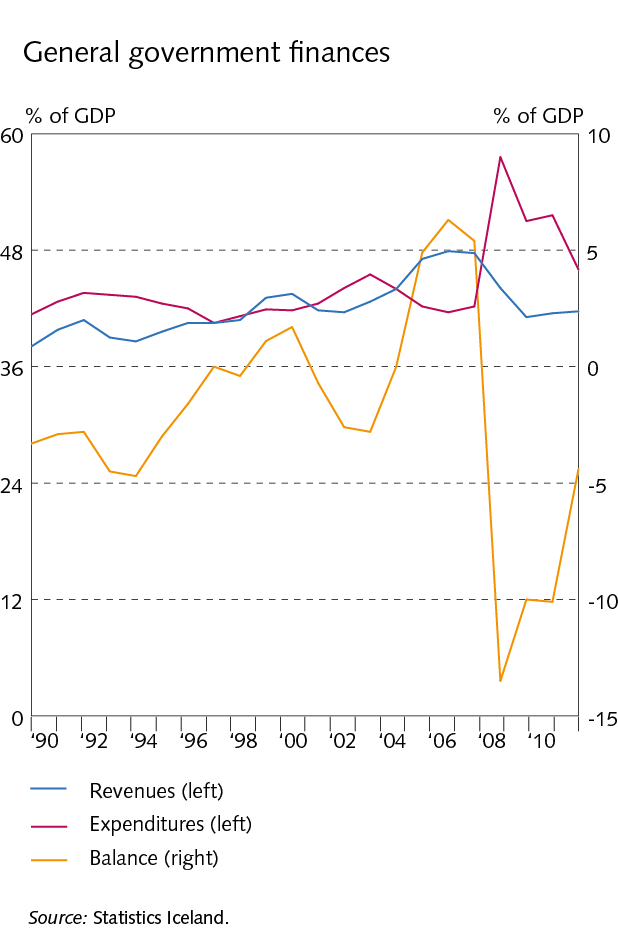 General government finances
% of GDP % of GDP
60 10
48 5
36 0
24 -5
12 -10
0 -15
‘90 ‘92 ‘94 ‘96 ‘98 ‘00 ‘02 ‘04 ‘06 ‘08 ‘10
Revenues (left)
Expenditures (left)
Balance (right)
Source: Statistics Iceland.